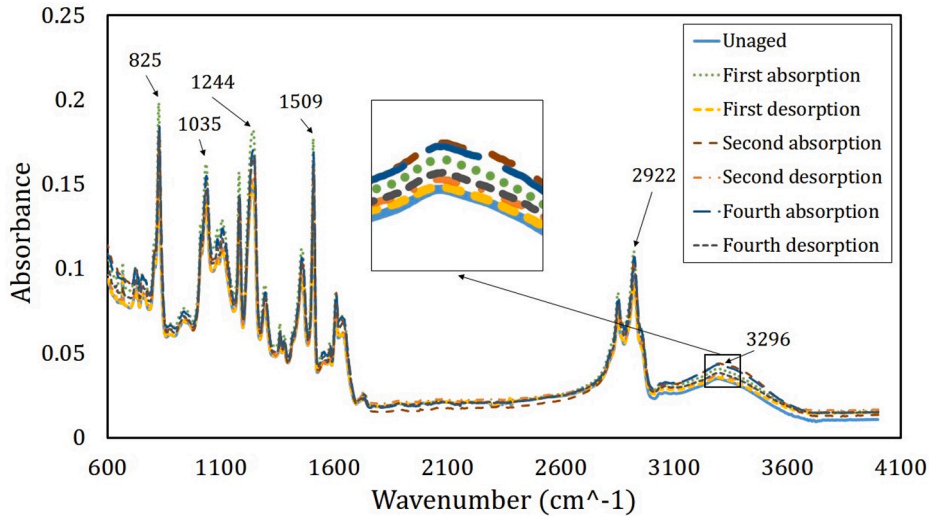 0.25
0.2
0.15
0.1
0.05
0
Absorbance
600
1100
1600
2100
2600
3100
3600
4100
Wavenumber (cm^-1)
825
1035
1244
1509
2922
3296
Unaged
First absorption
First desorption
Second absorption
Second desorption
Fourth absorption
Fourth desorption